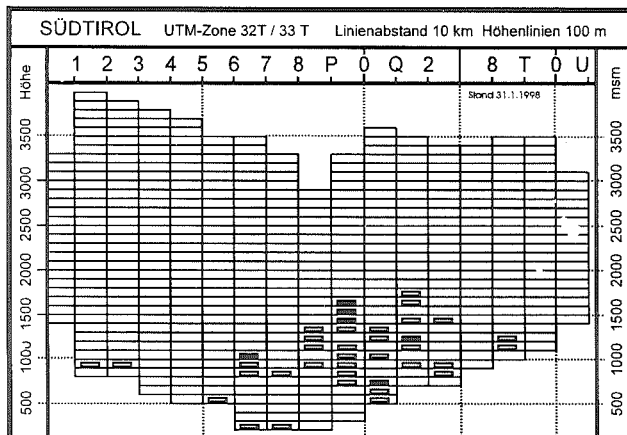 SÜDTIROL UTM-Zone 32T / 33 T Linienabstand 10 km Höhenlinien 100 m
Höhe 1 2 3 4 5 6 7 8 P 0 Q 2 8 T 0 U msm
Stand 31.1.1998
3500 3500
3000 3000
2500 2500
2000 2000
1500 1500
1000 1000
500 500